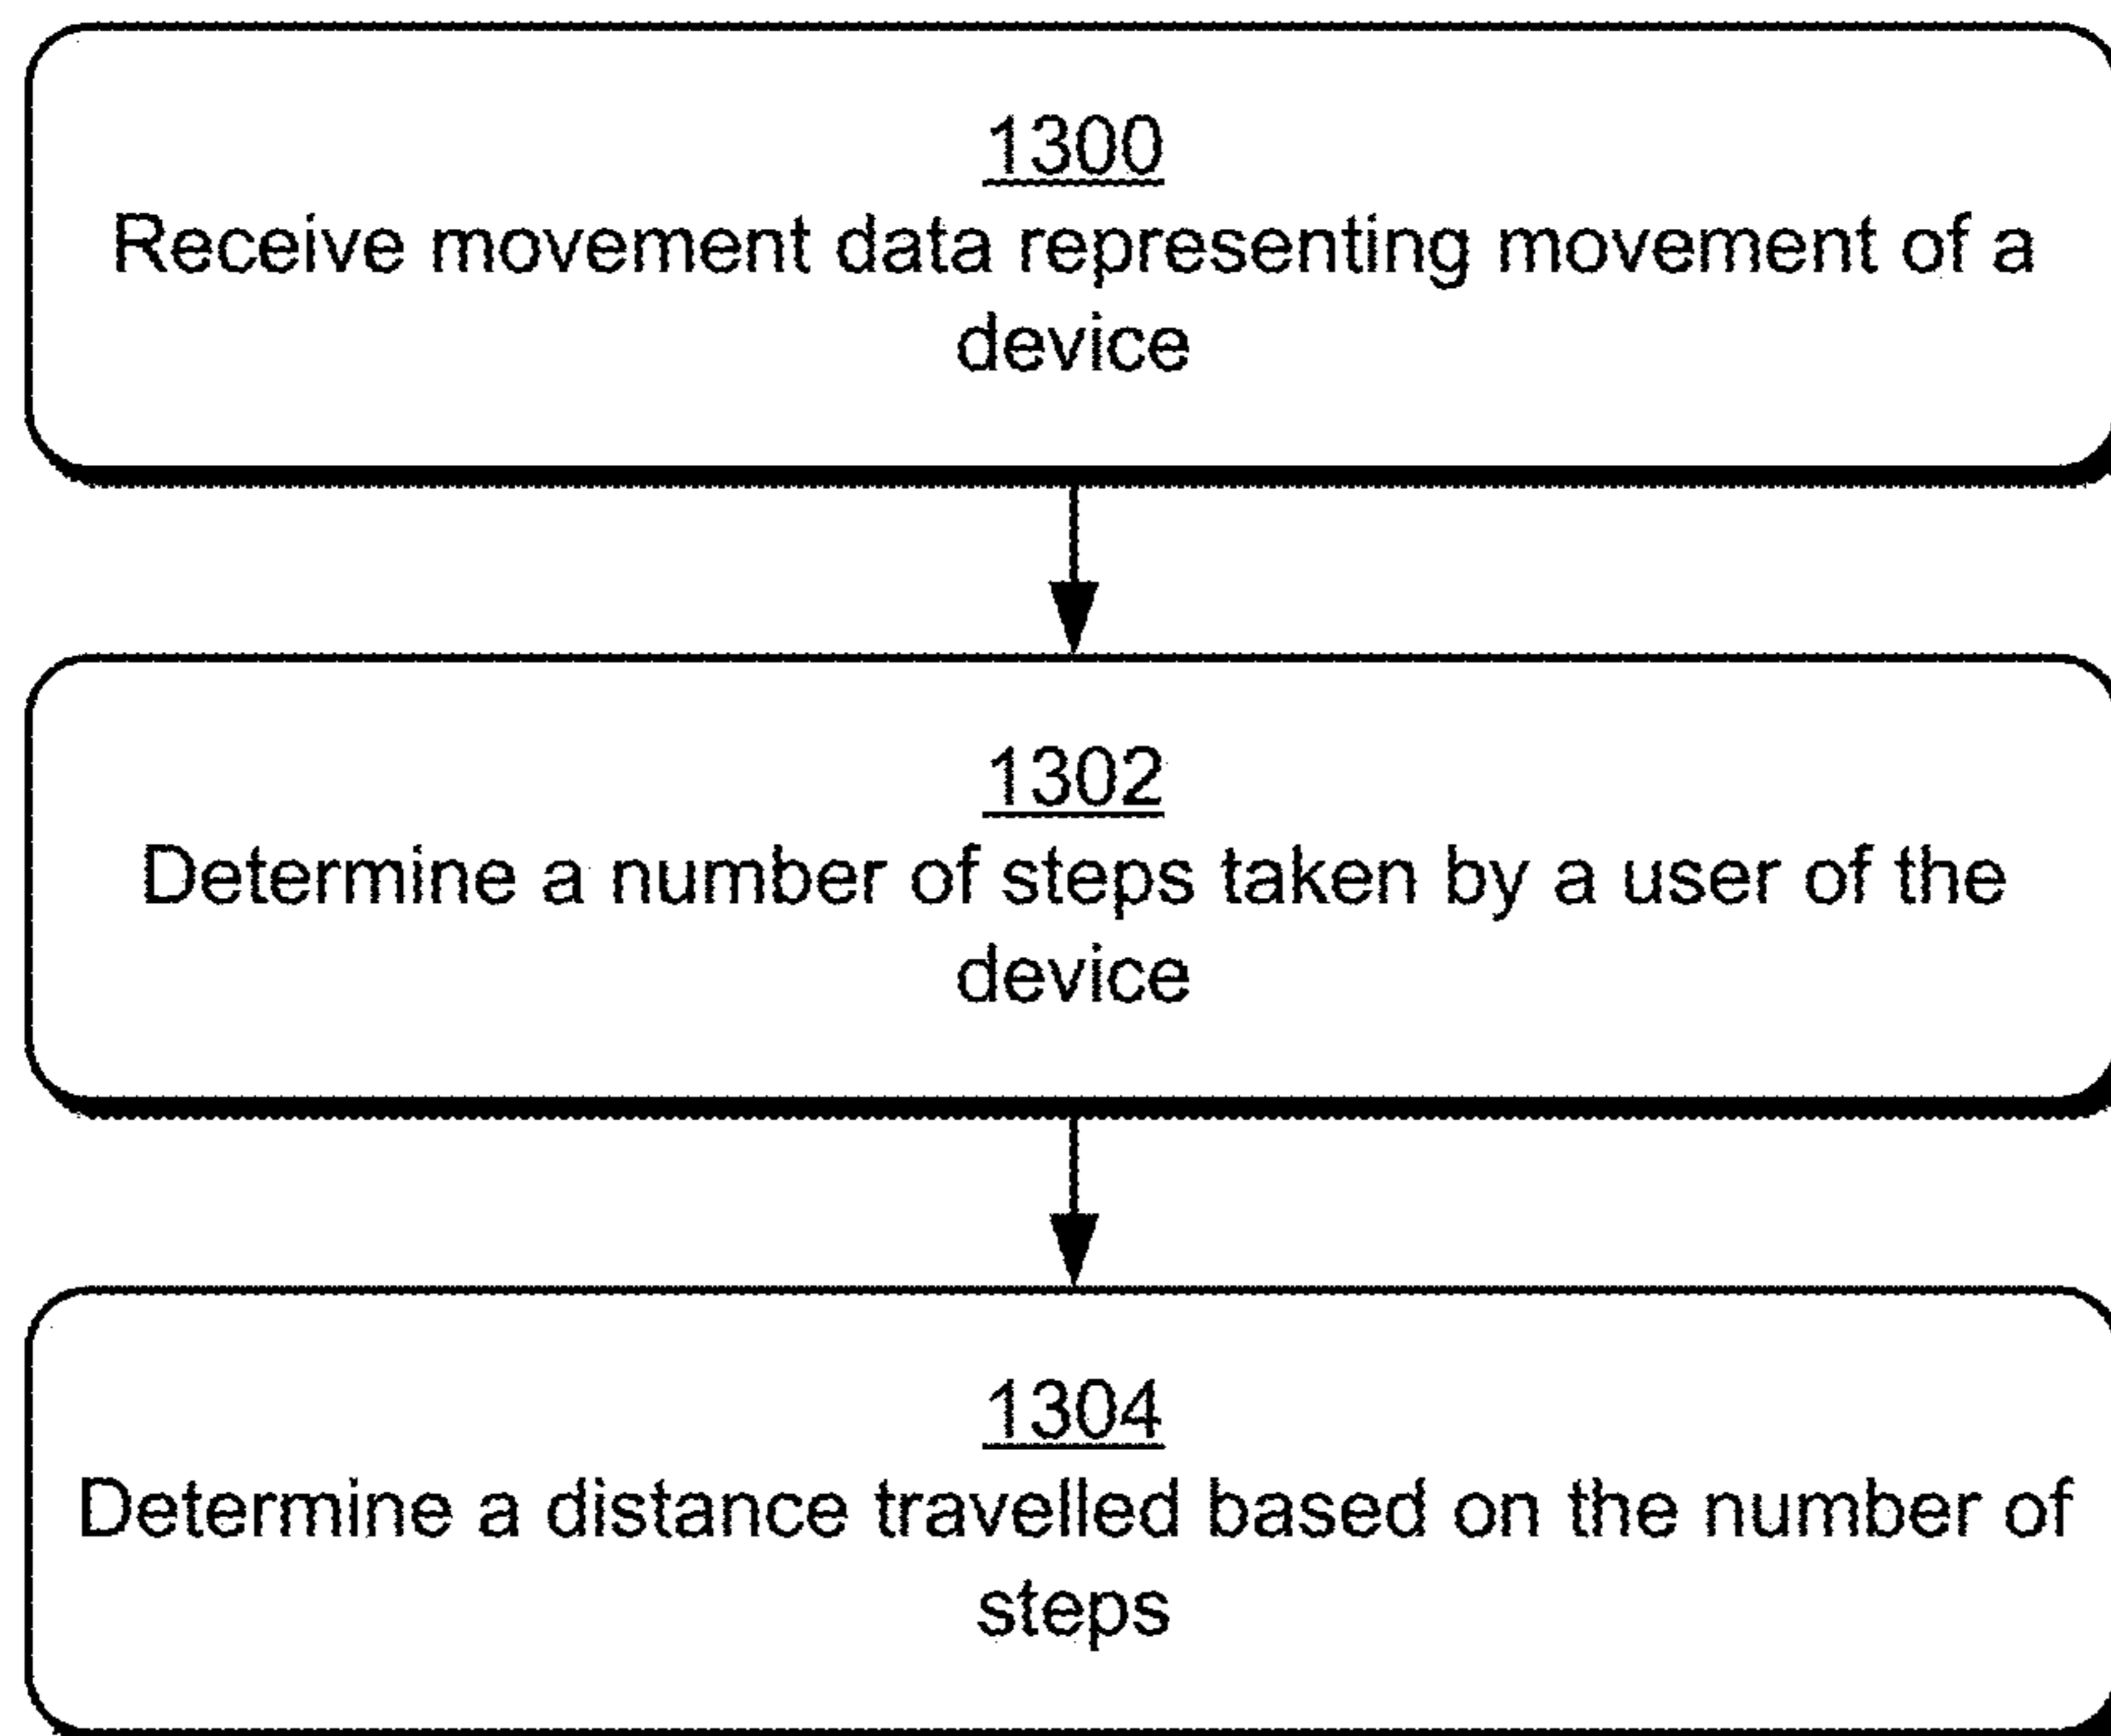 1300
Receive movement data representing movement of a
device
1302
Determine a number of steps taken by a user of the
device
1304
Determine a distance travelled based on the number of
steps